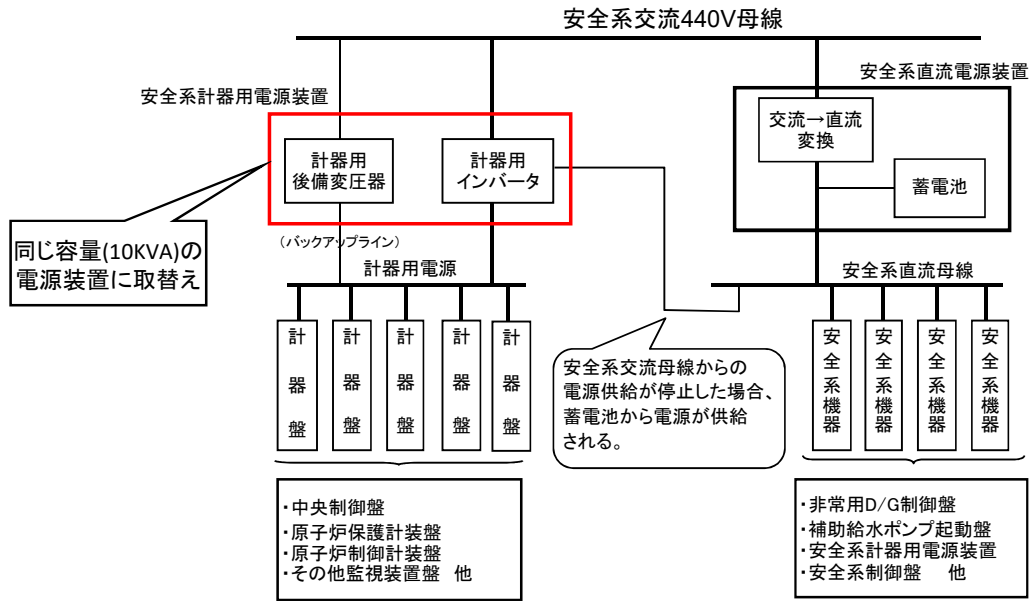 安全系交流440V母線
安全系計器用電源装置
安全系直流電源装置
計器用
後備変圧器
計器用
インバータ
交流→直流
変換
蓄電池
同じ容量(10KVA)の
電源装置に取替え
（バックアップライン）
計器用電源
安全系直流母線
計器盤
計器盤
計器盤
計器盤
計器盤
安全系交流母線からの
電源供給が停止した場合、
蓄電池から電源が供給
される。
安全系機器
安全系機器
安全系機器
安全系機器
・中央制御盤
・原子炉保護計装盤
・原子炉制御計装盤
・その他監視装置盤 他
・非常用D/G制御盤
・補助給水ポンプ起動盤
・安全系計器用電源装置
・安全系制御盤 他